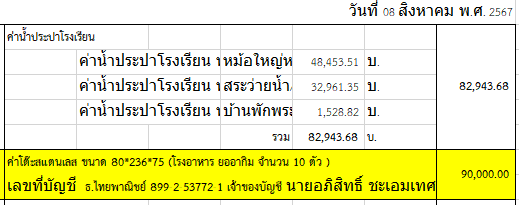 วันที่ 08 สิงหาคม พ.ศ. 2567
ค่าน้ำประปาโรงเรียน
ค่าน้ำประปาโรงเรียน หม้อใหญ่ 48,453.51 บ.
ค่าน้ำประปาโรงเรียน สระว่ายน้ำ 32,961.35 บ. 82,943.68
ค่าน้ำประปาโรงเรียน บ้านพักพระ 1,528.82 บ.
รวม 82,943.68 บ.
ค่าโต๊ะสแตนเลส ขนาด 80*236*75 (โรงอาหาร ยออากิม จำนวน 10 ตัว ) 90,000.00
เลขที่บัญชี ธ.ไทยพาณิชย์ 899 2 53772 1 เจ้าของบัญชี นายอภิสิทธิ์ ชะเอมเทศ